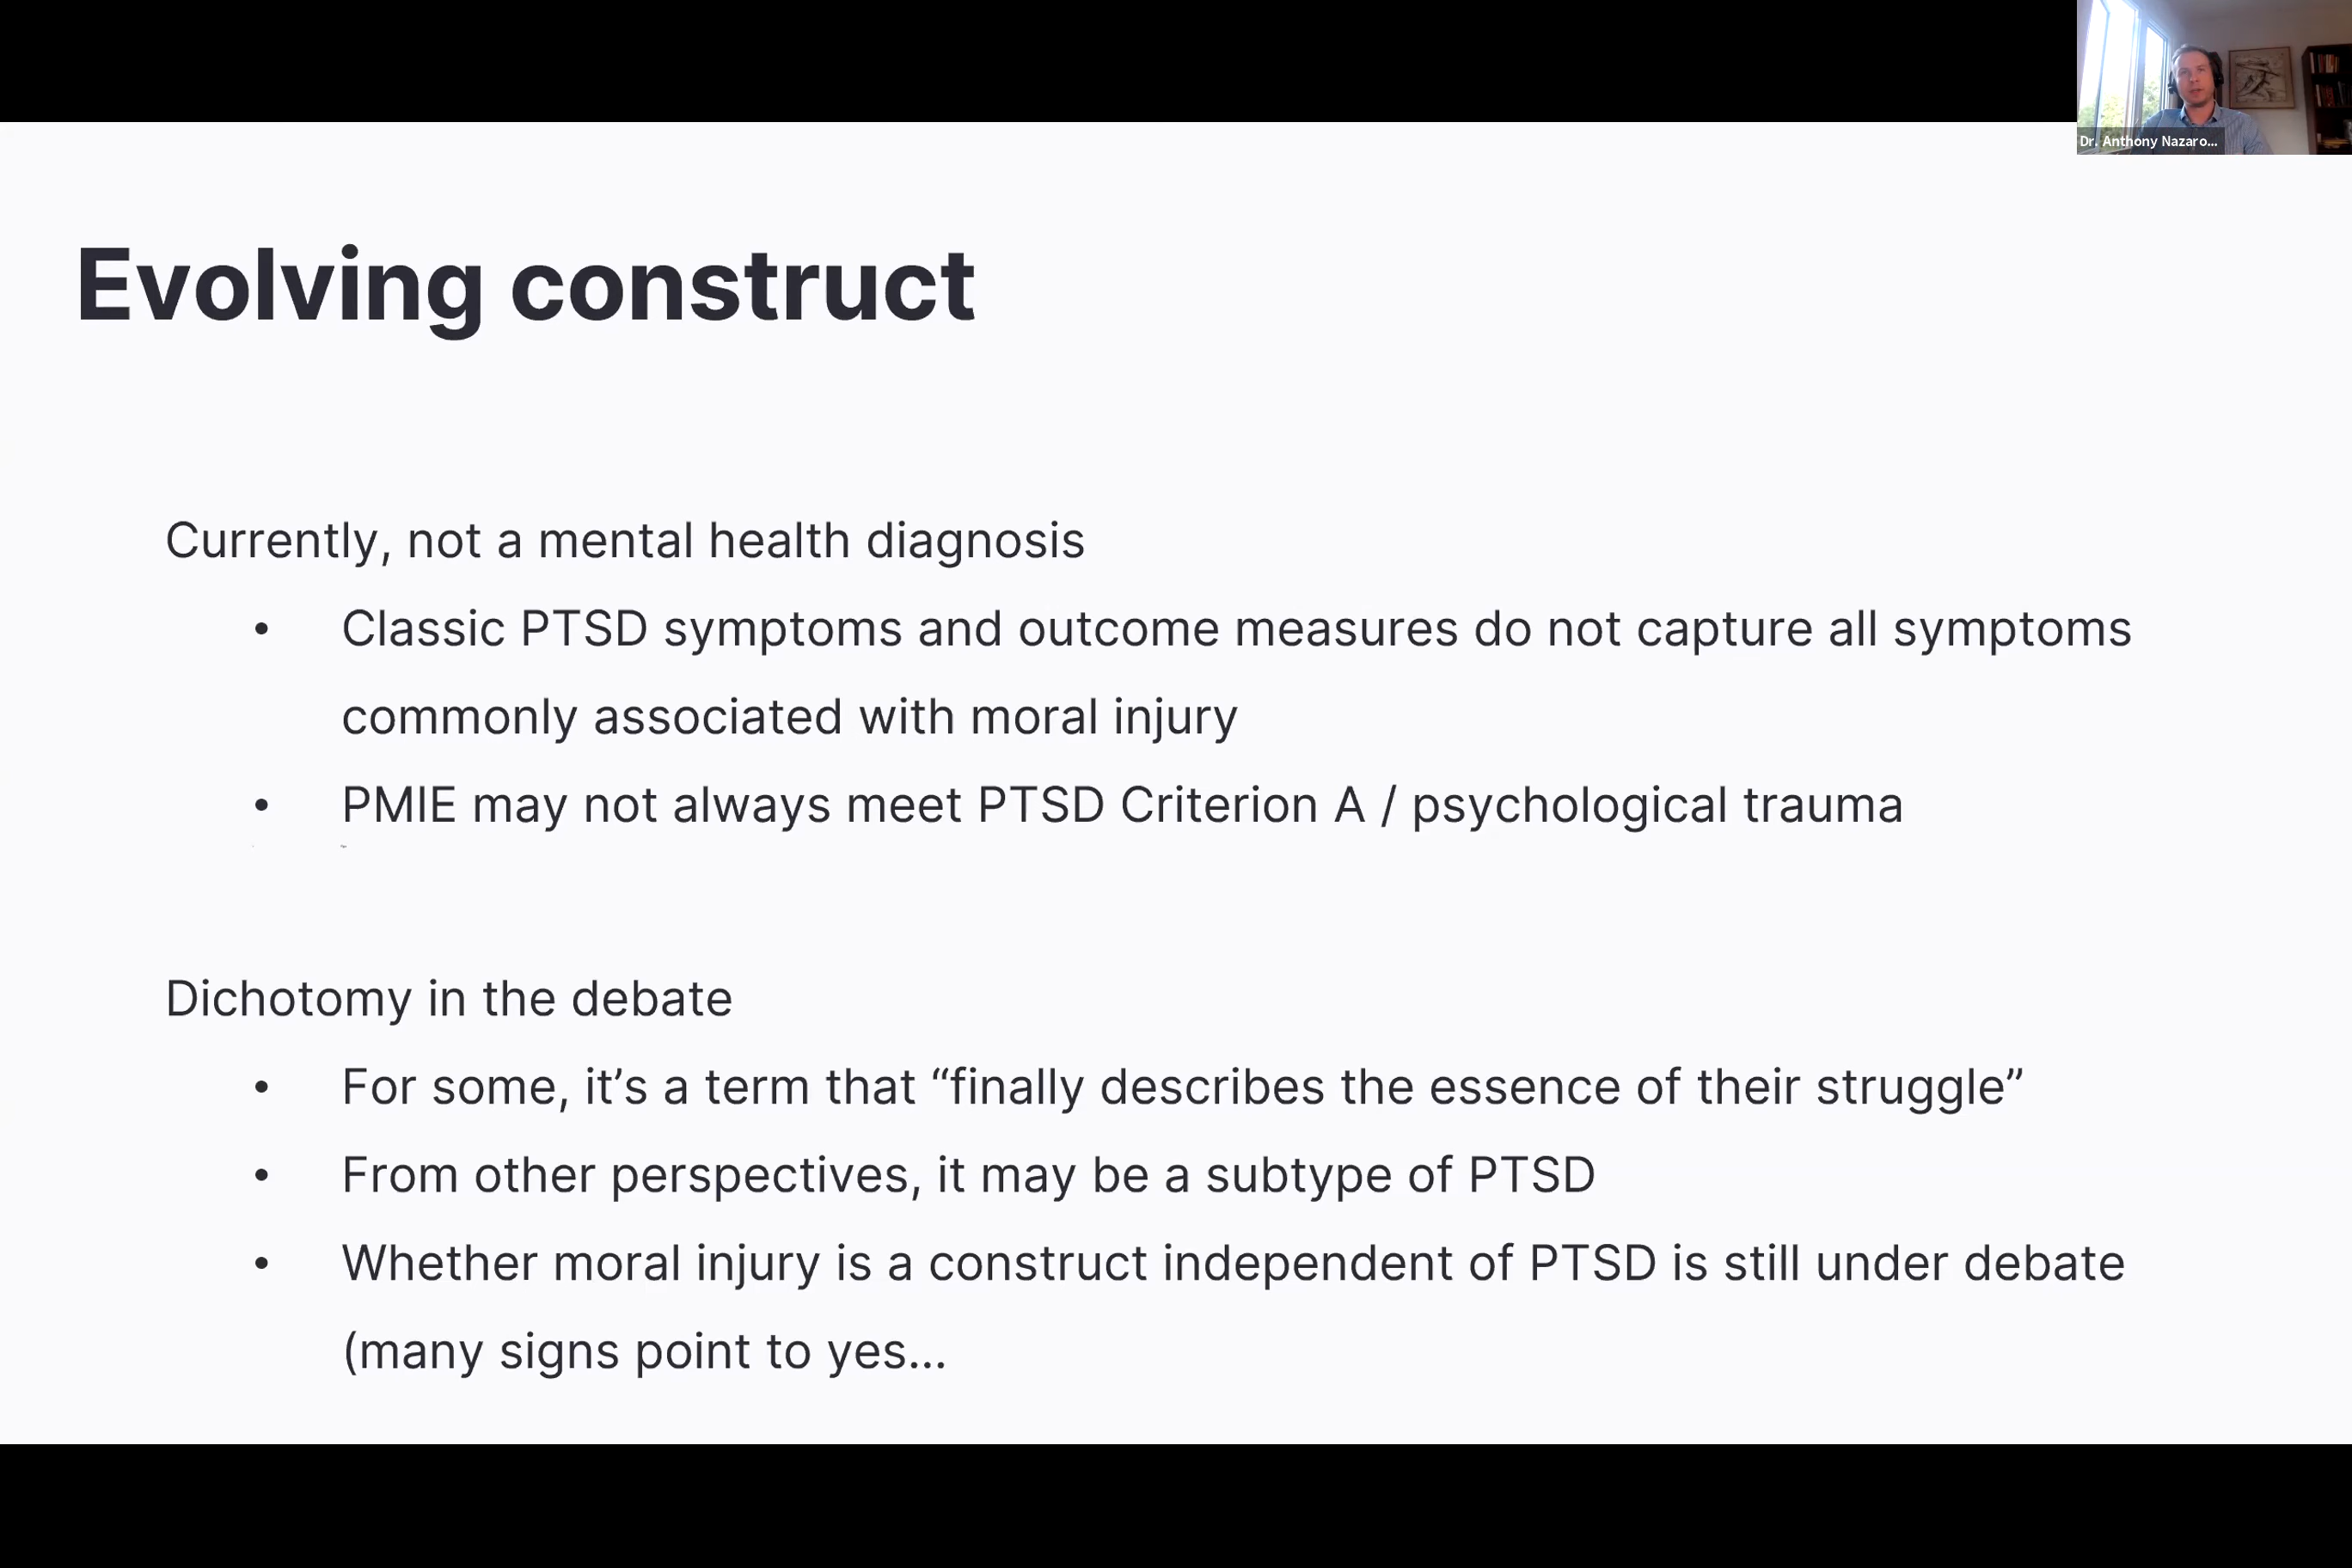 Dr. Anthony Nazaro...
Evolving construct
Currently, not a mental health diagnosis
• Classic PTSD symptoms and outcome measures do not capture all symptoms
commonly associated with moral injury
• PMIE may not always meet PTSD Criterion A / psychological trauma
Dichotomy in the debate
• For some, it’s a term that “finally describes the essence of their struggle”
• From other perspectives, it may be a subtype of PTSD
• Whether moral injury is a construct independent of PTSD is still under debate
(many signs point to yes...